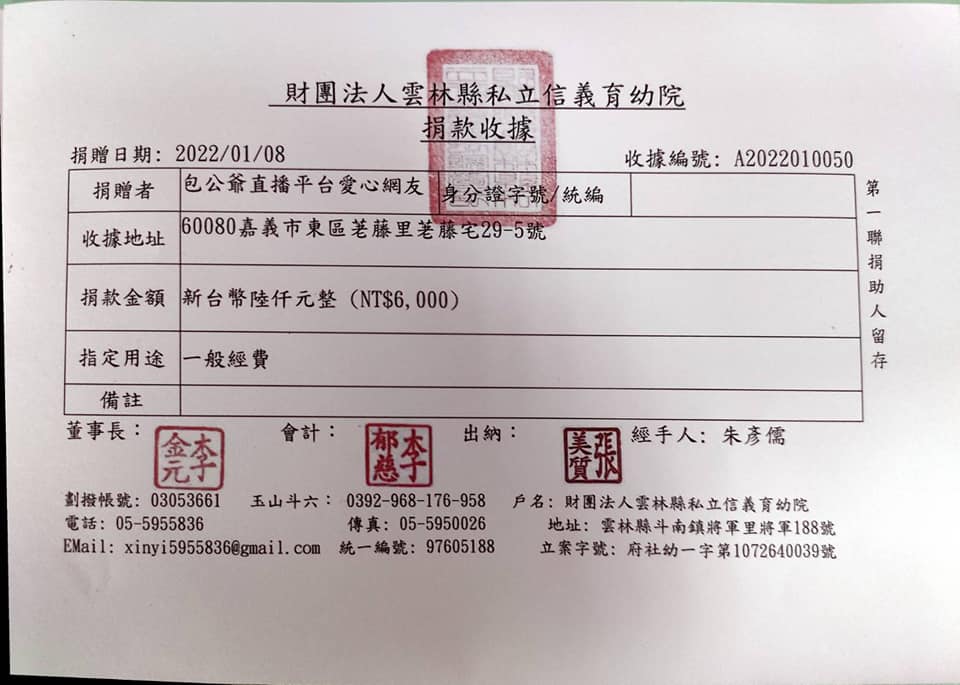 財團法人雲林縣私立信義育幼院
捐款收據
捐贈日期: 2022/01/08
收據編號: A2022010050
捐贈者 包公爺直播平台愛心網友 身分證字號/統編
收據地址 60080嘉義市東區荖藤里荖藤宅29-5號
捐款金額 新台幣陸仟元整 (NT$6,000)
指定用途 一般經費
備註
第一聯捐助人留存
董事長: 李金元 會計: 李郁慈 出納: 張美質 經手人: 朱彥儒
劃撥帳號: 03053661 玉山斗六: 0392-968-176-958 戶名: 財團法人雲林縣私立信義育幼院
電話: 05-5955836 傳真: 05-5950026 地址: 雲林縣斗南鎮將軍里將軍188號
EMail: xinyi5955836@gmail.com 統一編號: 97605188 立案字號: 府社幼一字第1072640039號